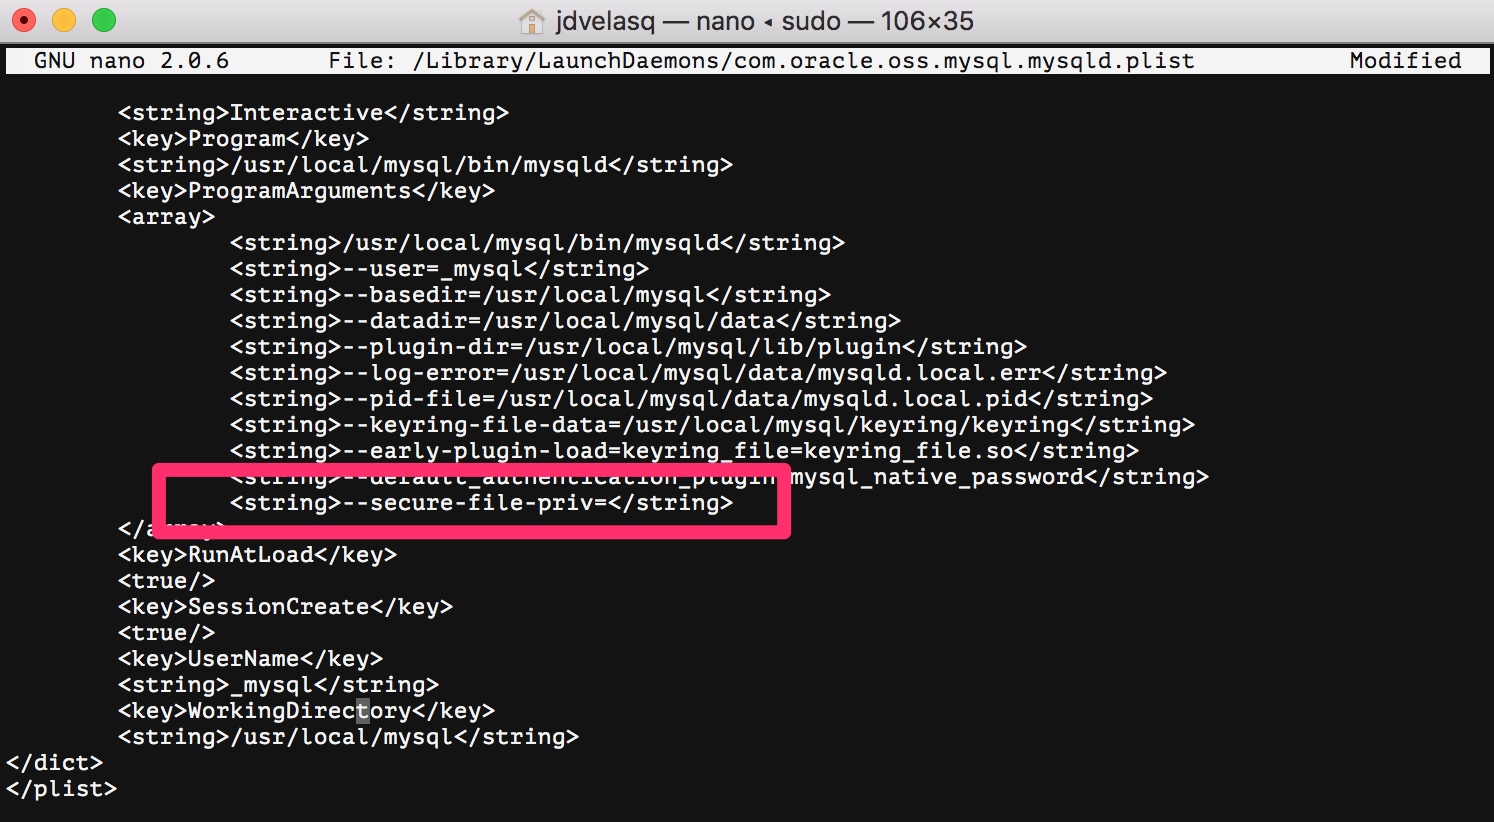 jdvelasq — nano ◂ sudo — 106×35
GNU nano 2.0.6 File: /Library/LaunchDaemons/com.oracle.oss.mysql.mysqld.plist Modified
<string>Interactive</string>
<key>Program</key>
<string>/usr/local/mysql/bin/mysqld</string>
<key>ProgramArguments</key>
<array>
<string>/usr/local/mysql/bin/mysqld</string>
<string>--user=_mysql</string>
<string>--basedir=/usr/local/mysql</string>
<string>--datadir=/usr/local/mysql/data</string>
<string>--plugin-dir=/usr/local/mysql/lib/plugin</string>
<string>--log-error=/usr/local/mysql/data/mysqld.local.err</string>
<string>--pid-file=/usr/local/mysql/data/mysqld.local.pid</string>
<string>--keyring-file-data=/usr/local/mysql/keyring/keyring</string>
<string>--early-plugin-load=keyring_file=keyring_file.so</string>
<string>--default_authentication_plugin mysql_native_password</string>
<string>--secure-file-priv=</string>
</array>
<key>RunAtLoad</key>
<true/>
<key>SessionCreate</key>
<true/>
<key>UserName</key>
<string>_mysql</string>
<key>WorkingDirectory</key>
<string>/usr/local/mysql</string>
</dict>
</plist>